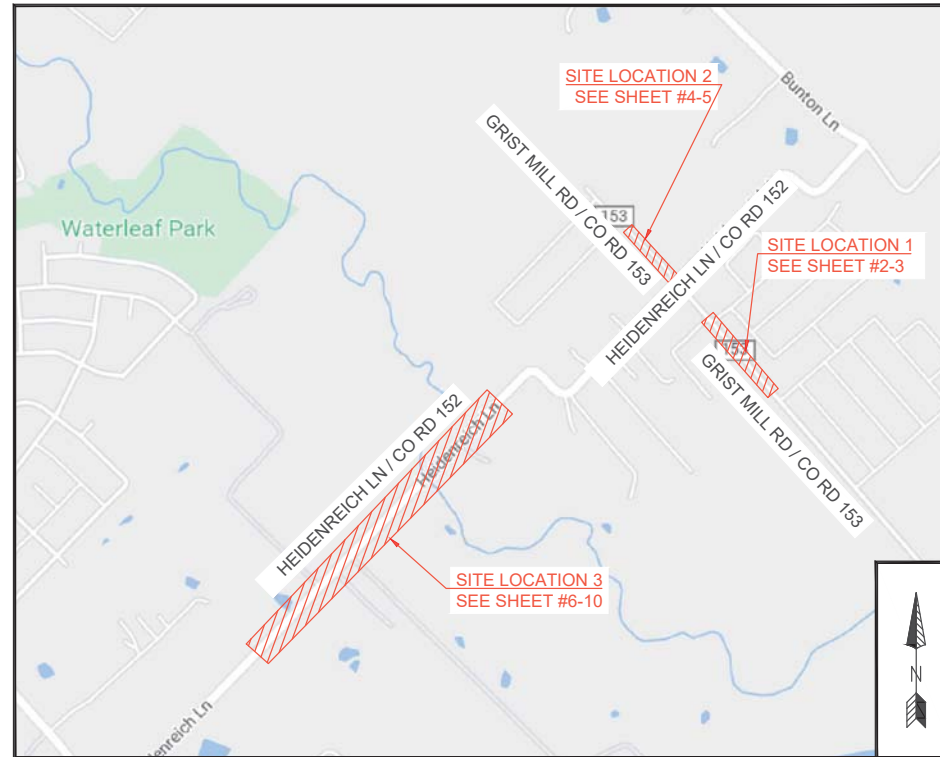 SITE LOCATION 2
SEE SHEET #4-5
Bunton Ln
GRIST MILL RD / CO RD 153
153
HEIDENREICH LN / CO RD 152
Waterleaf Park
SITE LOCATION 1
SEE SHEET #2-3
153
GRIST MILL RD / CO RD 153
HEIDENREICH LN / CO RD 152
Heidenreich Ln
SITE LOCATION 3
SEE SHEET #6-10
denreich Ln
N